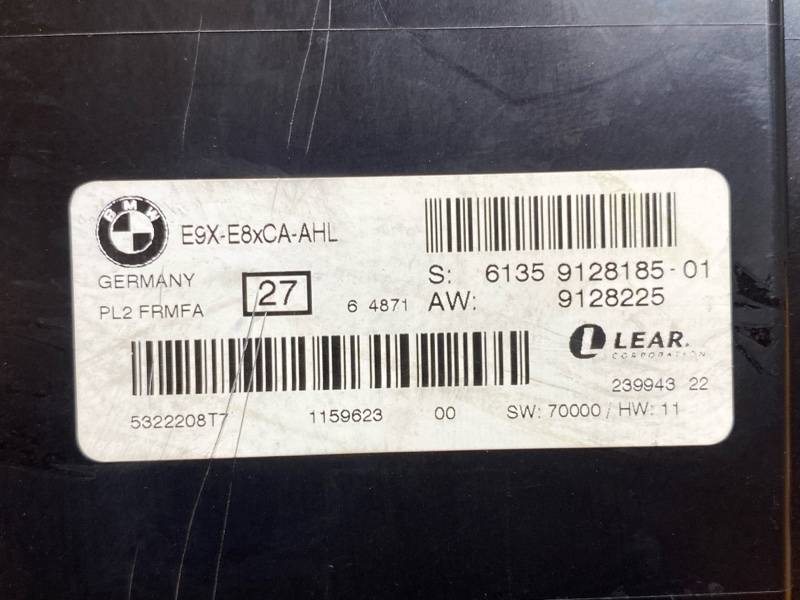 BMW
E9X-E8xCA-AHL
GERMANY
PL2 FRMFA
27
6 4871
S: 6135 9128185-01
AW: 9128225
LEAR.
CORPORATION
239943 22
5322208T7 1159623 00 SW: 70000 / HW: 11